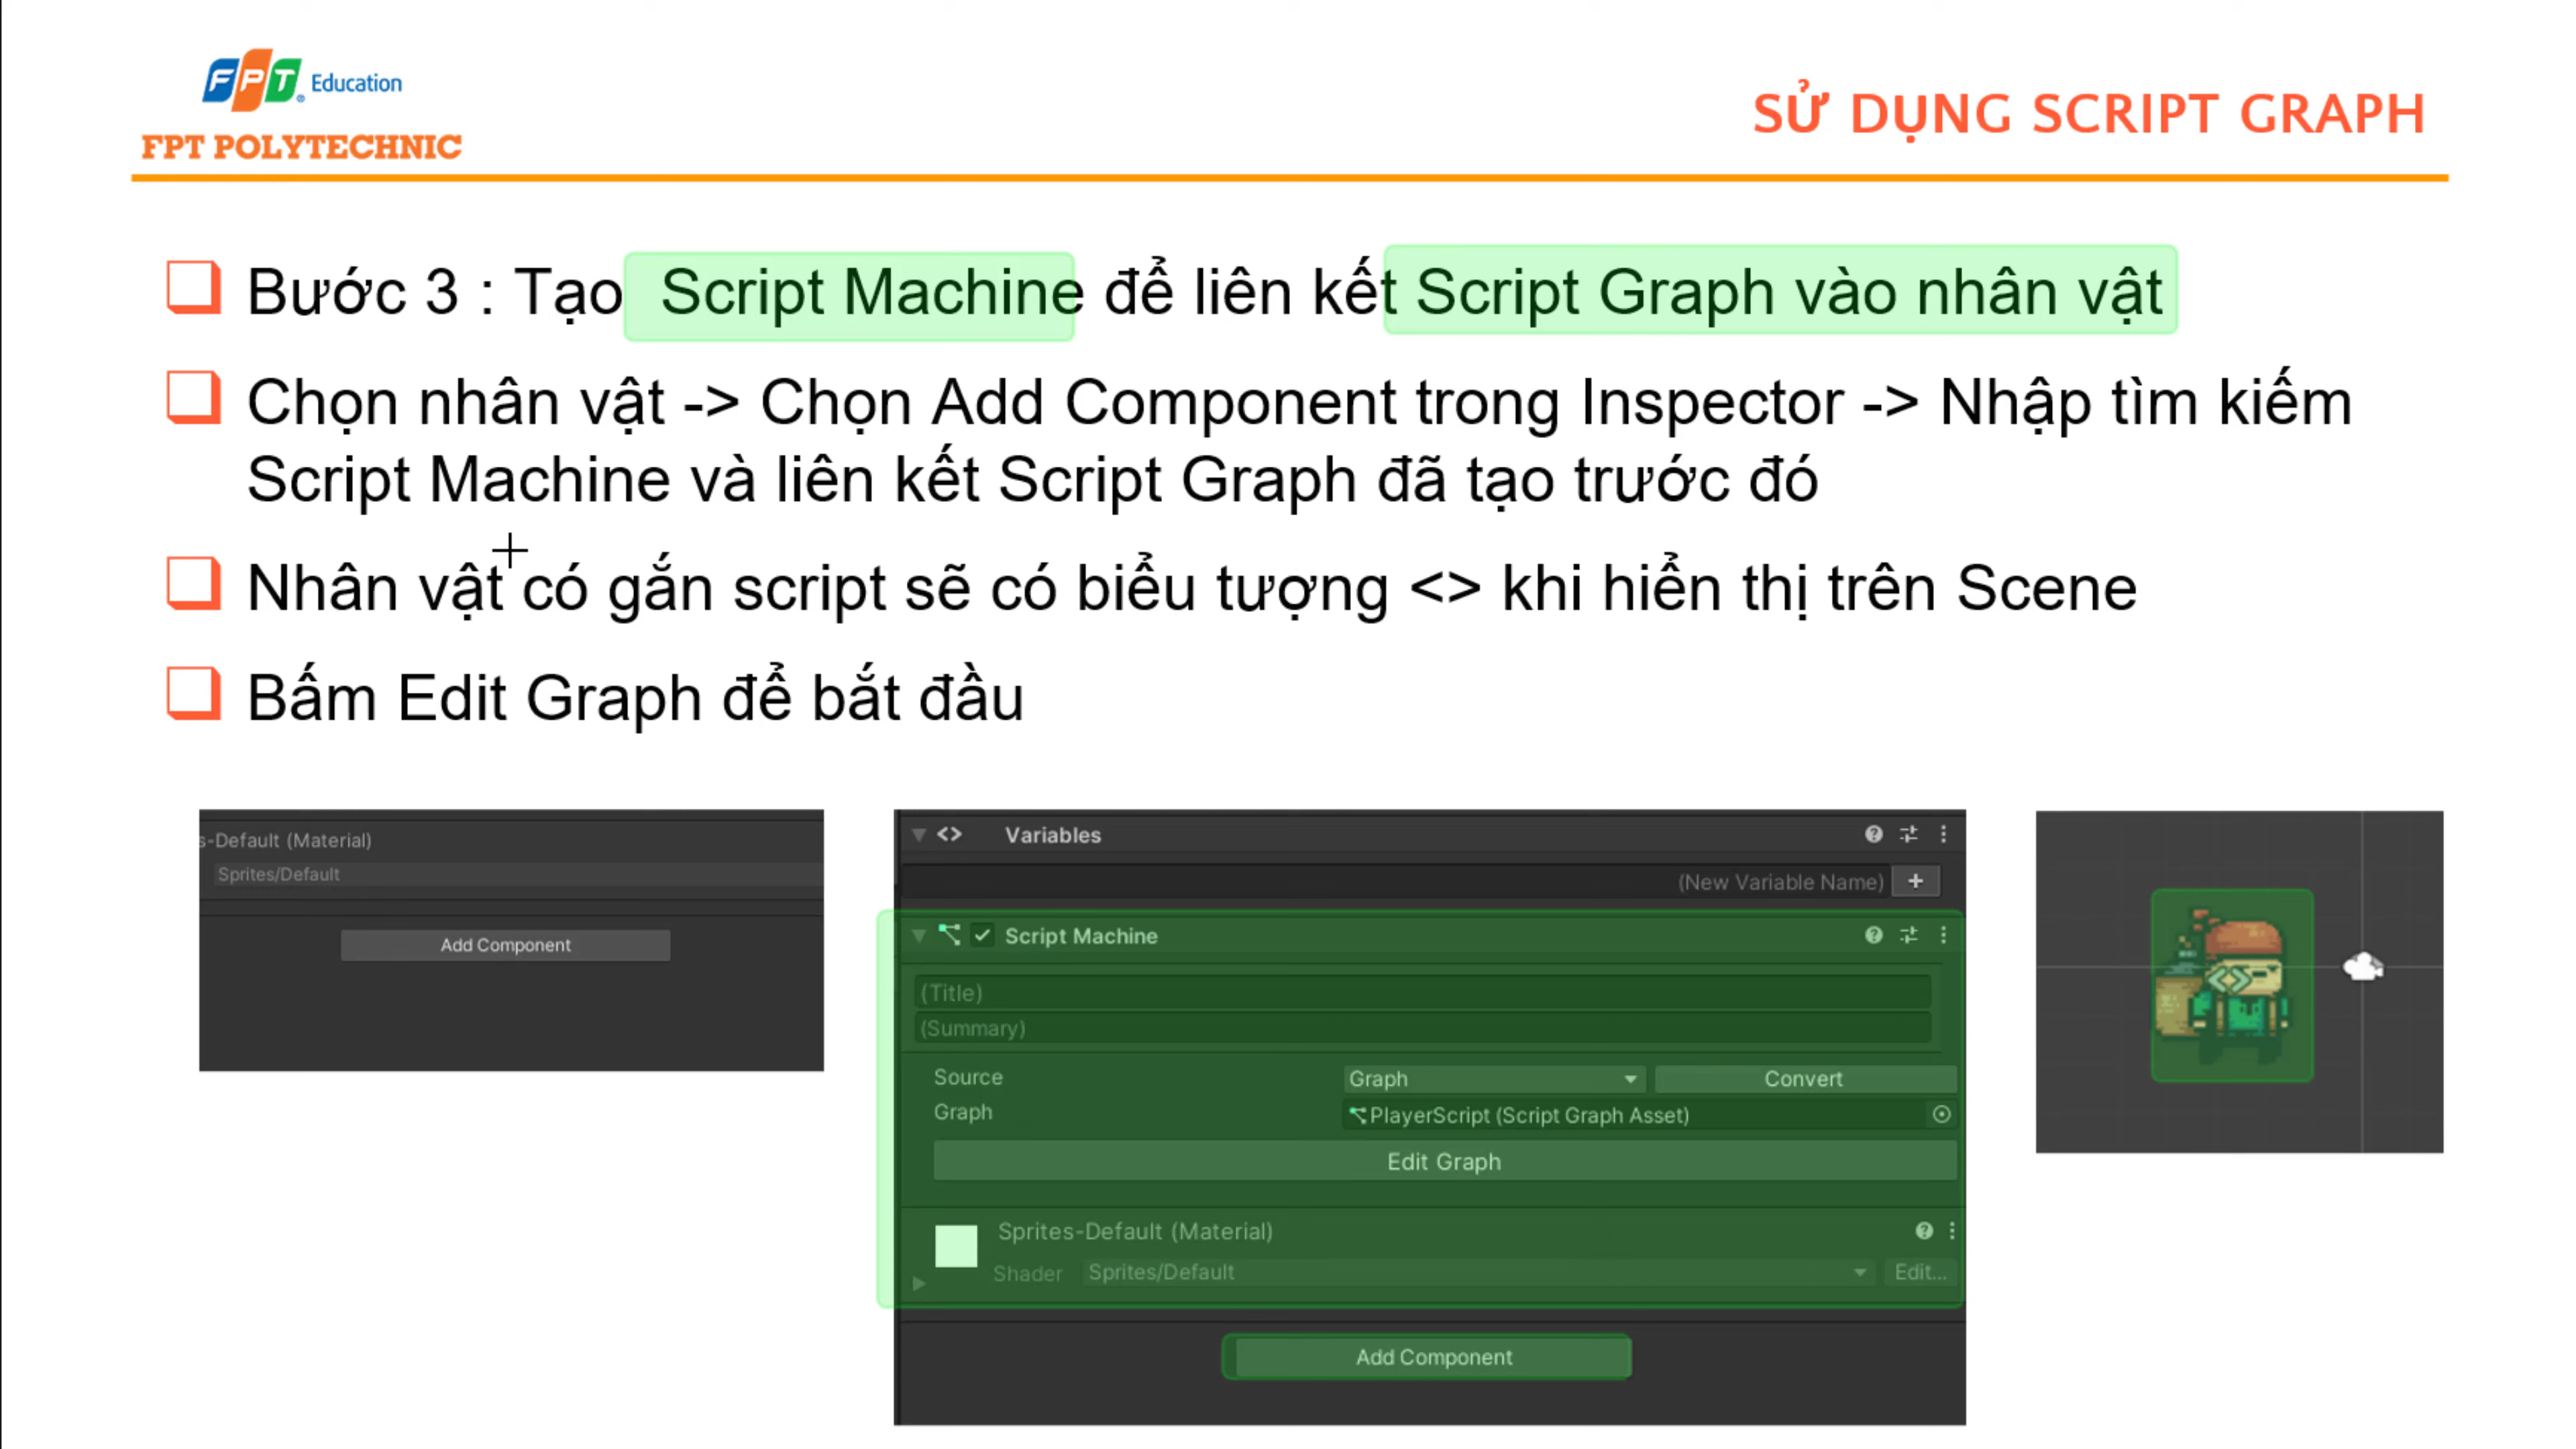 FPT Education
FPT POLYTECHNIC
SỬ DỤNG SCRIPT GRAPH
Bước 3 : Tạo Script Machine để liên kết Script Graph vào nhân vật
Chọn nhân vật -> Chọn Add Component trong Inspector -> Nhập tìm kiếm
Script Machine và liên kết Script Graph đã tạo trước đó
Nhân vật có gắn script sẽ có biểu tượng <> khi hiển thị trên Scene
Bấm Edit Graph để bắt đầu
s-Default (Material)
Sprites/Default
Add Component
<> Variables
(New Variable Name) +
Script Machine
(Title)
(Summary)
Source Graph Convert
Graph PlayerScript (Script Graph Asset)
Edit Graph
Sprites-Default (Material)
Shader Sprites/Default Edit...
Add Component